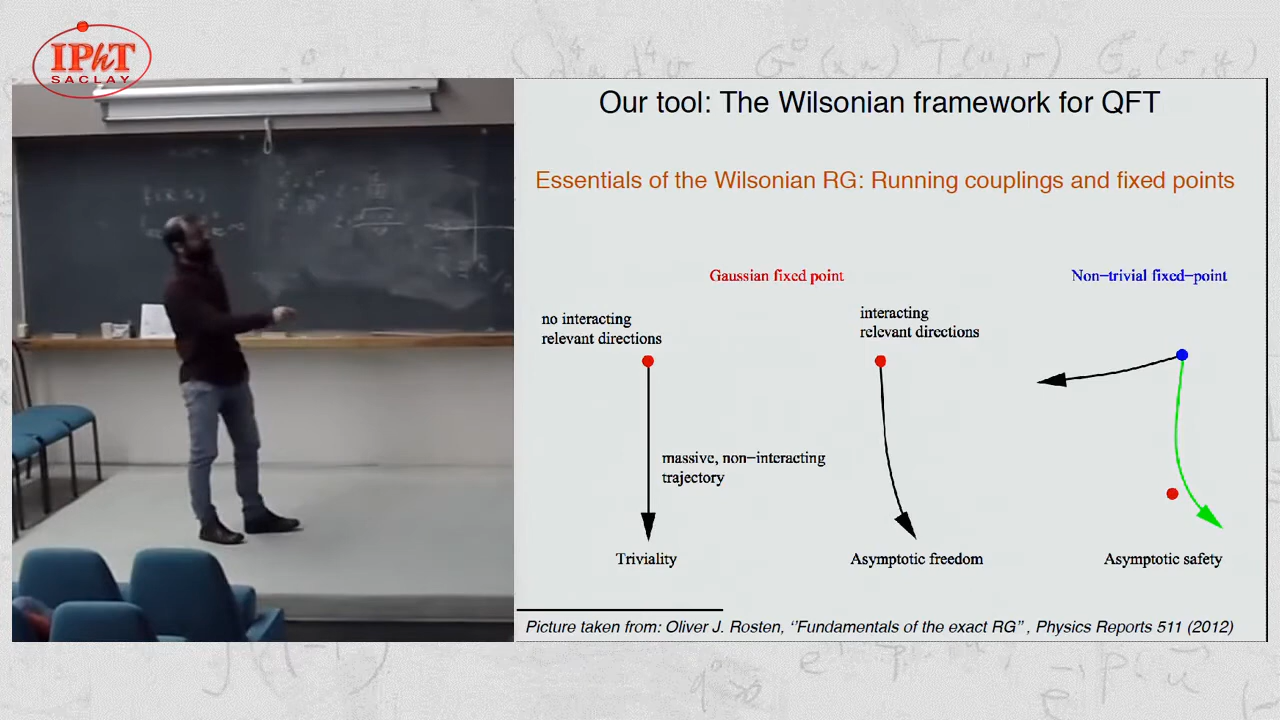 IPhT
SACLAY
Our tool: The Wilsonian framework for QFT
Essentials of the Wilsonian RG: Running couplings and fixed points
Gaussian fixed point
Non−trivial fixed−point
no interacting
relevant directions
interacting
relevant directions
massive, non−interacting
trajectory
Triviality
Asymptotic freedom
Asymptotic safety
Picture taken from: Oliver J. Rosten, "Fundamentals of the exact RG" , Physics Reports 511 (2012)